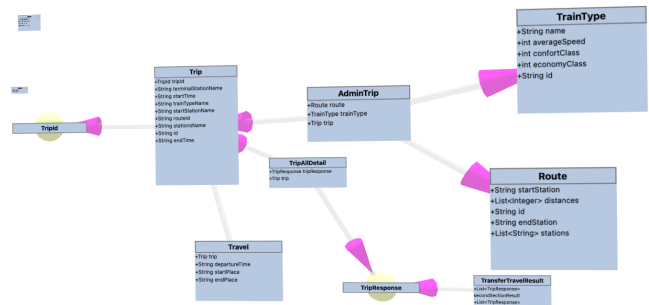 TrainType
+String name
+int averageSpeed
+int confortClass
+int economyClass
+String id
Trip
+TripId tripId
+String terminalStationName
+String startTime
+String trainTypeName
+String startStationName
+String routeId
+String stationsName
+String id
+String endTime
AdminTrip
+Route route
+TrainType trainType
+Trip trip
TripId
TripAllDetail
+TripResponse tripResponse
+Trip trip
Route
+String startStation
+List<Integer> distances
+String id
+String endStation
+List<String> stations
Travel
+Trip trip
+String departureTime
+String startPlace
+String endPlace
TripResponse
TransferTravelResult
+List<TripResponse>
secondSectionResult
+List<TripResponse>